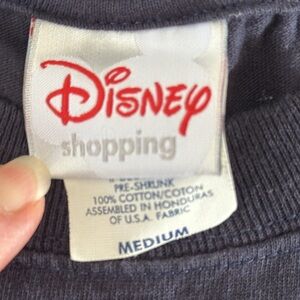 Disney
shopping
PRE-SHRUNK
100% COTTON/COTON
ASSEMBLED IN HONDURAS
OF U.S.A. FABRIC
MEDIUM